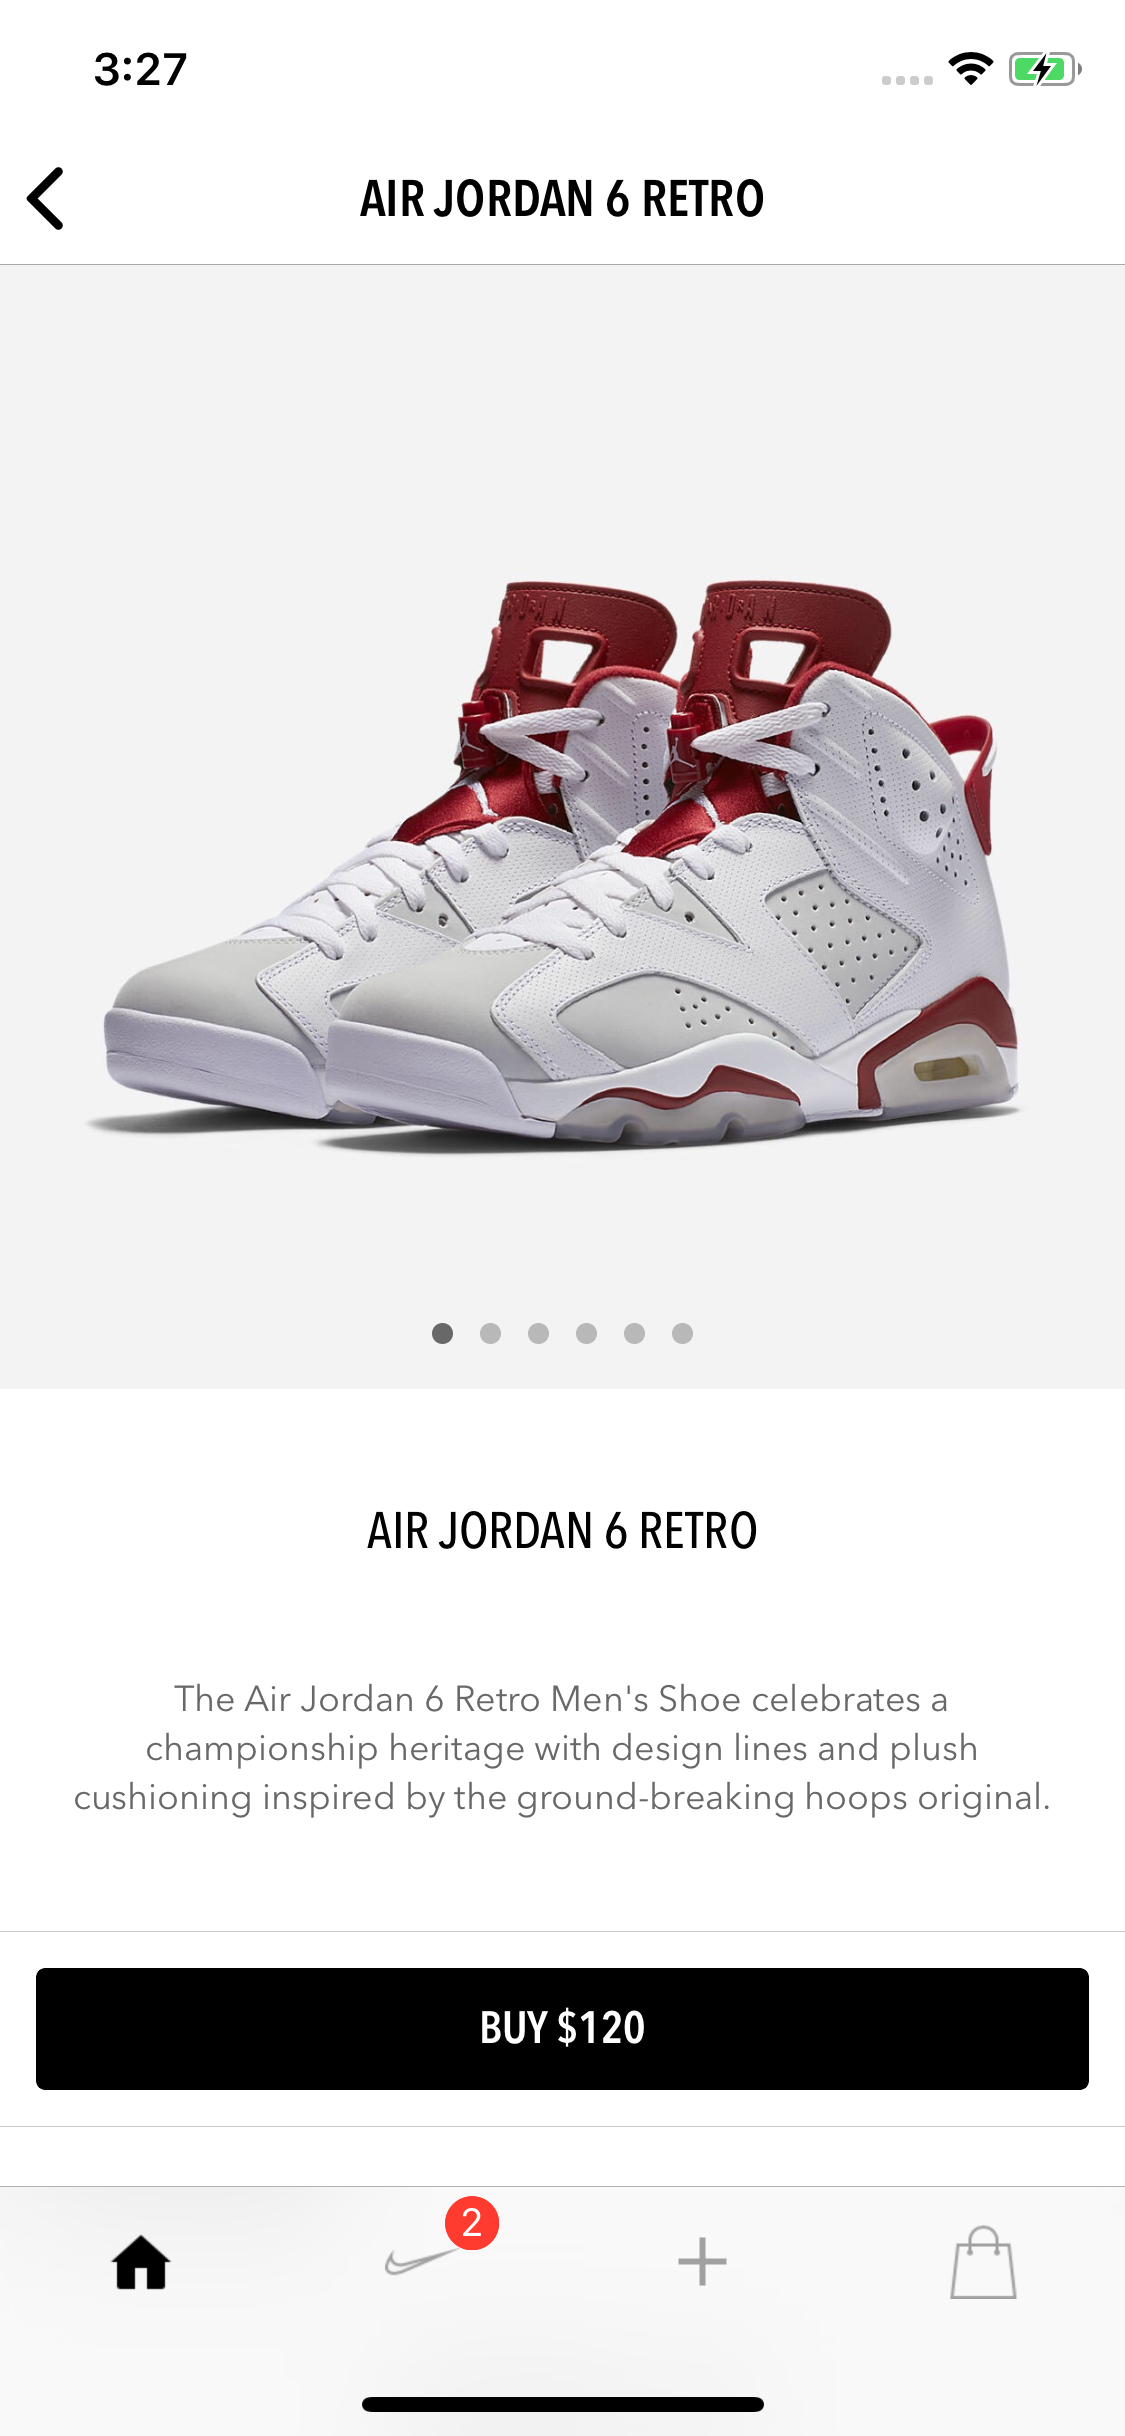 3:27
AIR JORDAN 6 RETRO
AIR JORDAN 6 RETRO
The Air Jordan 6 Retro Men's Shoe celebrates a
championship heritage with design lines and plush
cushioning inspired by the ground-breaking hoops original.
BUY $120
2